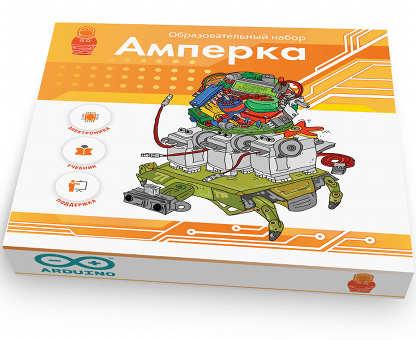 Образовательный набор
Амперка
ЭЛЕКТРОНИКА
УЧЕБНИК
ПОДДЕРЖКА
ARDUINO